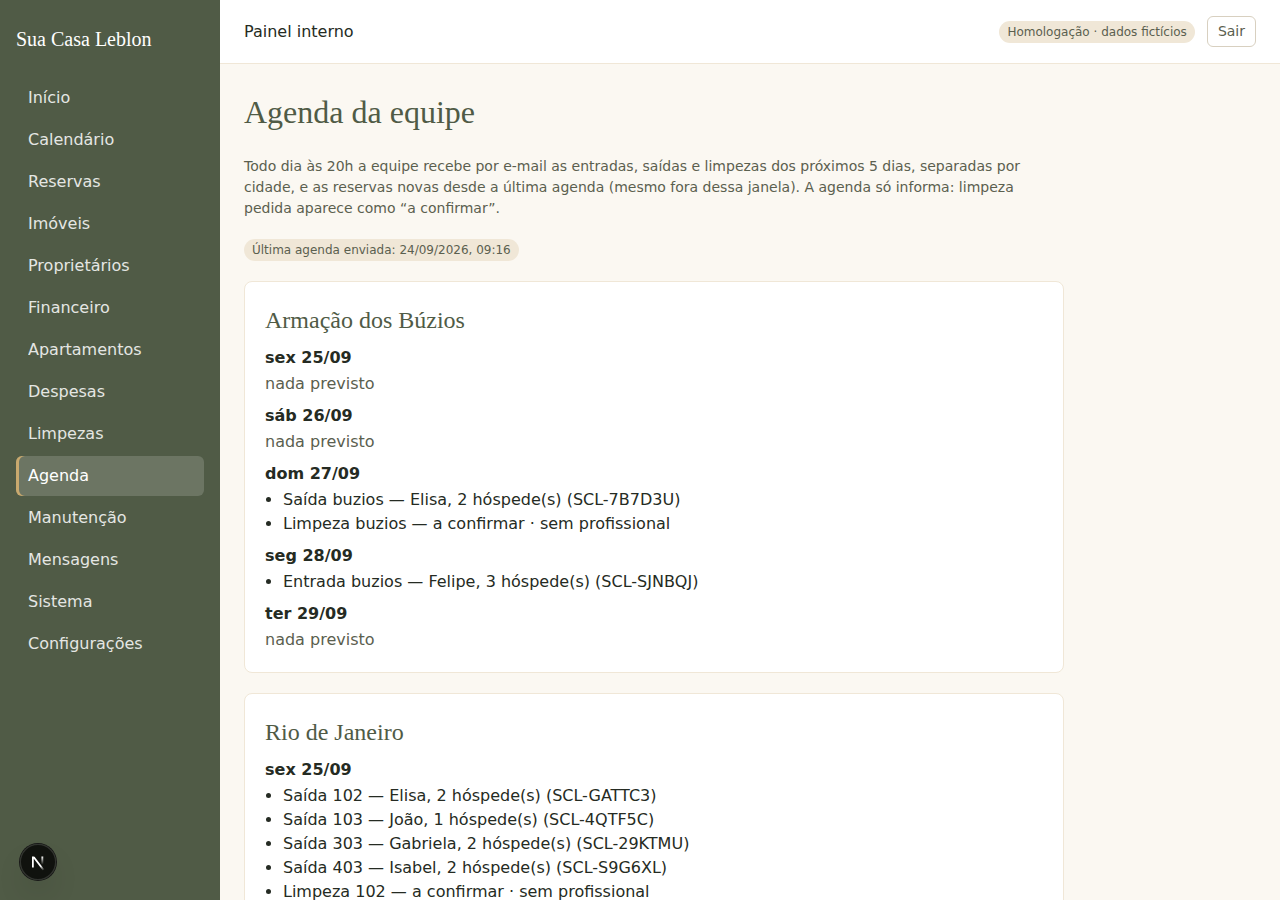 Sua Casa Leblon
Início
Calendário
Reservas
Imóveis
Proprietários
Financeiro
Apartamentos
Despesas
Limpezas
Agenda
Manutenção
Mensagens
Sistema
Configurações
N
Painel interno
Homologação · dados fictícios
Sair
Agenda da equipe
Todo dia às 20h a equipe recebe por e-mail as entradas, saídas e limpezas dos próximos 5 dias, separadas por
cidade, e as reservas novas desde a última agenda (mesmo fora dessa janela). A agenda só informa: limpeza
pedida aparece como “a confirmar”.
Última agenda enviada: 24/09/2026, 09:16
Armação dos Búzios
sex 25/09
nada previsto
sáb 26/09
nada previsto
dom 27/09
• Saída buzios — Elisa, 2 hóspede(s) (SCL-7B7D3U)
• Limpeza buzios — a confirmar · sem profissional
seg 28/09
• Entrada buzios — Felipe, 3 hóspede(s) (SCL-SJNBQJ)
ter 29/09
nada previsto
Rio de Janeiro
sex 25/09
• Saída 102 — Elisa, 2 hóspede(s) (SCL-GATTC3)
• Saída 103 — João, 1 hóspede(s) (SCL-4QTF5C)
• Saída 303 — Gabriela, 2 hóspede(s) (SCL-29KTMU)
• Saída 403 — Isabel, 2 hóspede(s) (SCL-S9G6XL)
• Limpeza 102 — a confirmar · sem profissional